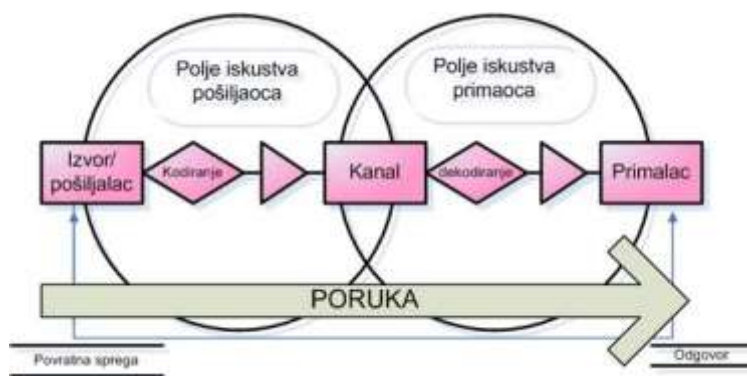 Polje iskustva
pošiljaoca
Polje iskustva
primaoca
Izvor/
pošiljalac
Kodiranje
Kanal
dekodiranje
Primalac
PORUKA
Povratna sprega
Odgovor